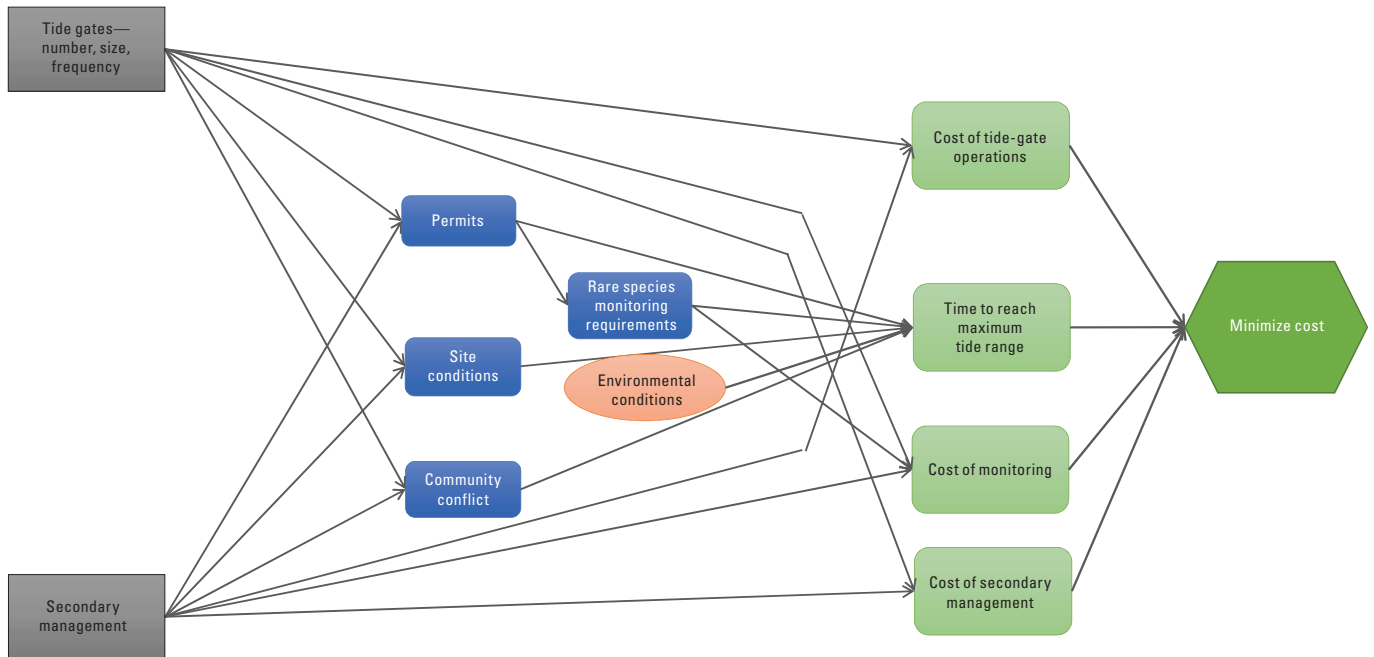 Tide gates—
number, size,
frequency
Cost of tide-gate
operations
Permits
Rare species
monitoring
requirements
Time to reach
maximum
tide range
Minimize cost
Site
conditions
Environmental
conditions
Community
conflict
Cost of monitoring
Cost of secondary
management
Secondary
management